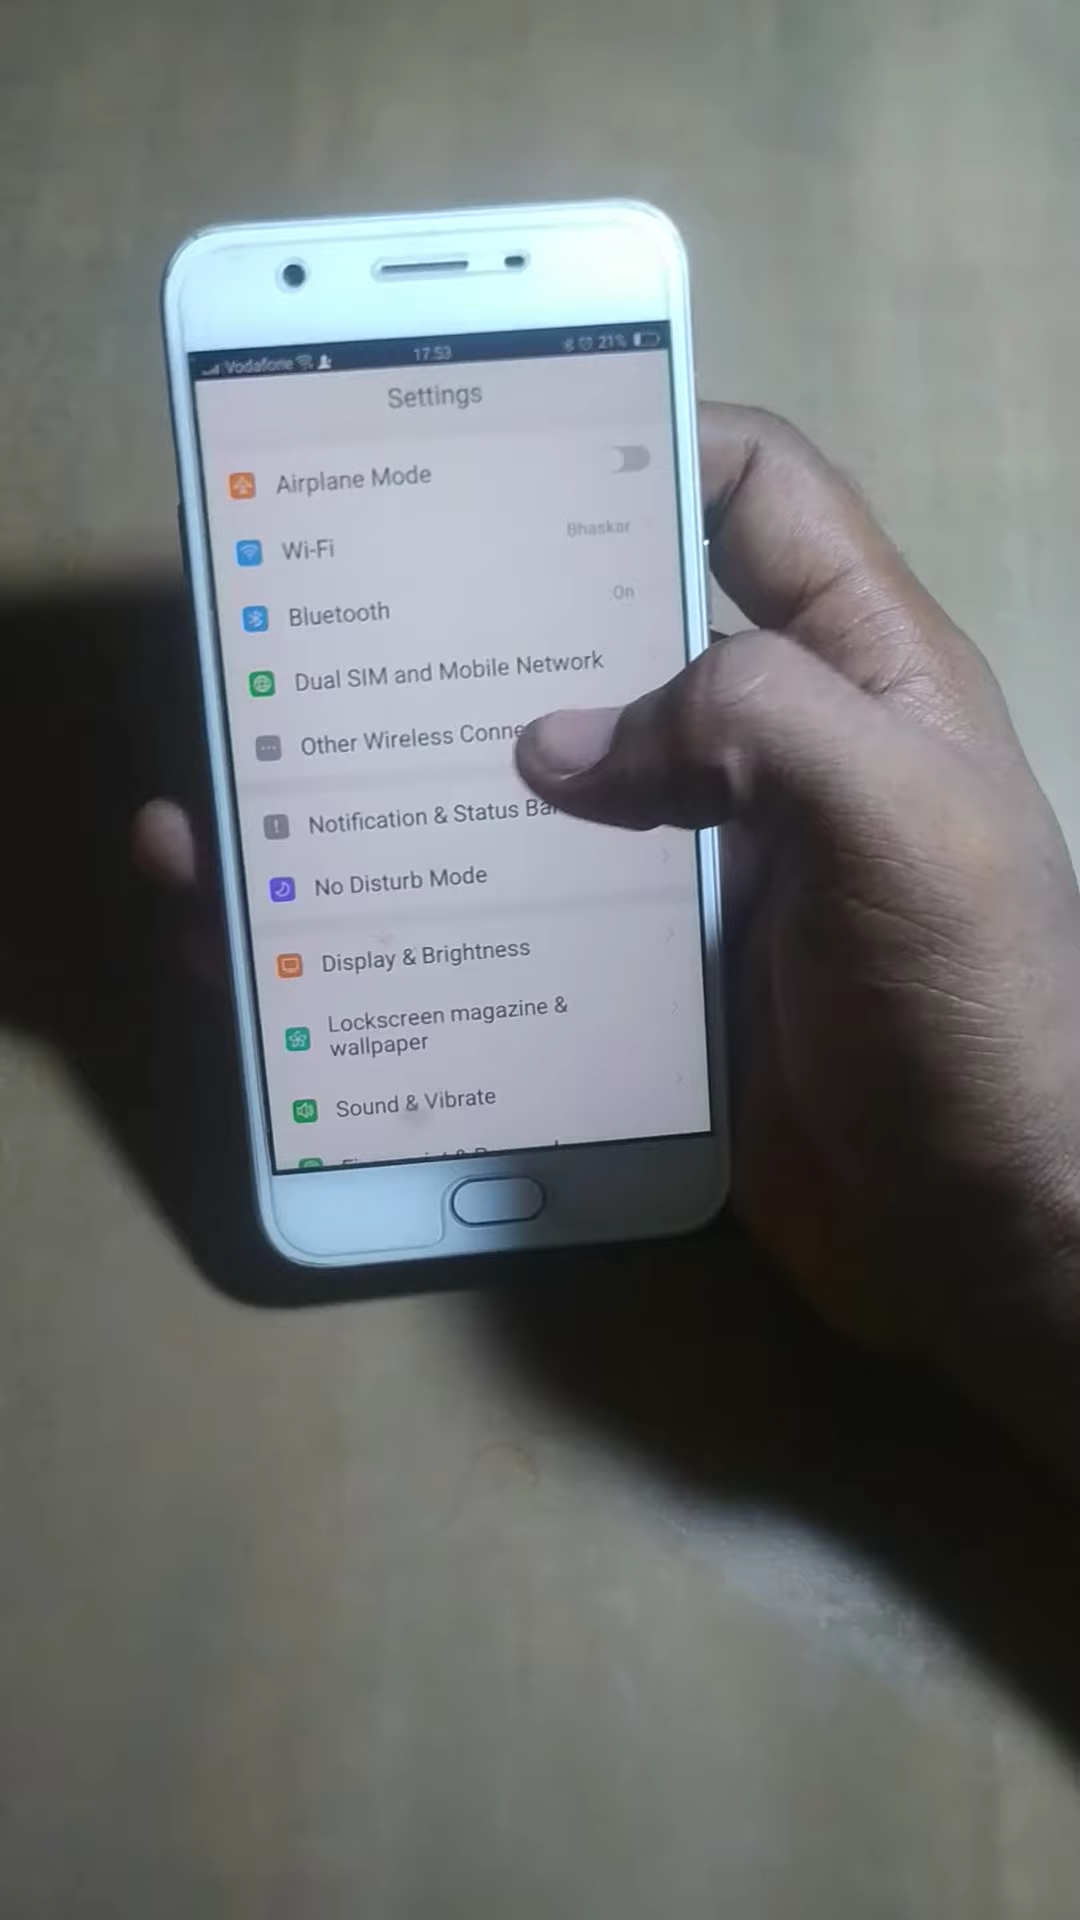 Vodafone 17:53 21%
Settings
Airplane Mode
Wi-Fi Bhaskar
Bluetooth On
Dual SIM and Mobile Network
Other Wireless Conne
Notification & Status Bar
No Disturb Mode
Display & Brightness
Lockscreen magazine &
wallpaper
Sound & Vibrate